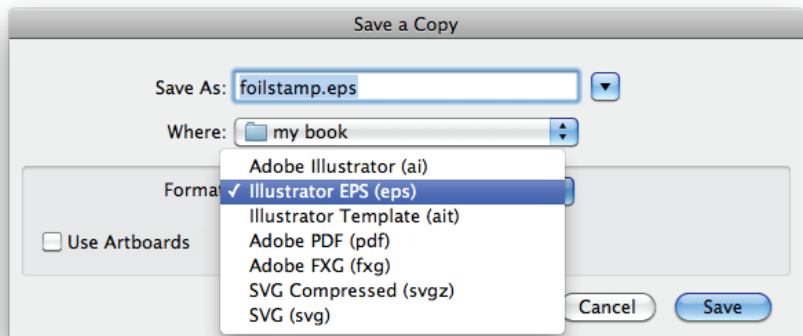 Save a Copy
Save As: foilstamp.eps
Where: my book
Adobe Illustrator (ai)
Format ✓ Illustrator EPS (eps)
Illustrator Template (ait)
Use Artboards Adobe PDF (pdf)
Adobe FXG (fxg)
SVG Compressed (svgz)
SVG (svg)
Cancel Save